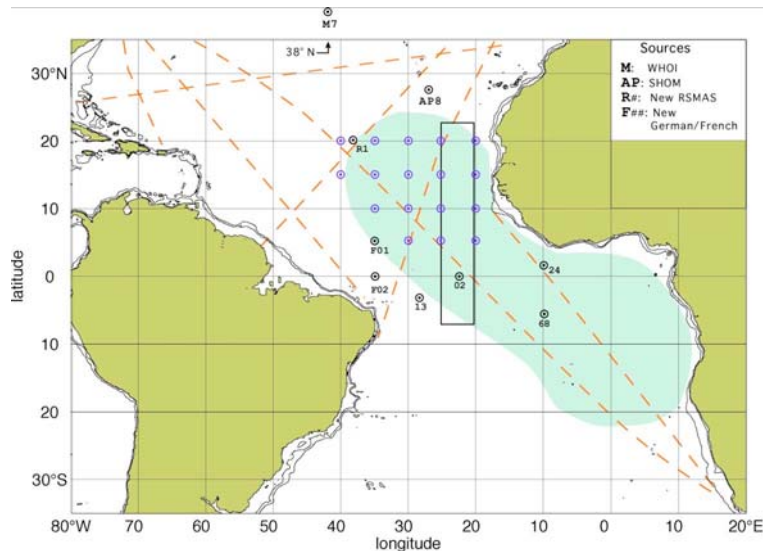 M7
38° N
Sources
M: WHOI
AP: SHOM
R#: New RSMAS
F##: New
German/French
AP8
R1
F01
F02
02
13
24
68
30°N
20
10
0
10
20
30°S
latitude
80°W
70
60
50
40
30
20
10
0
10
20°E
longitude